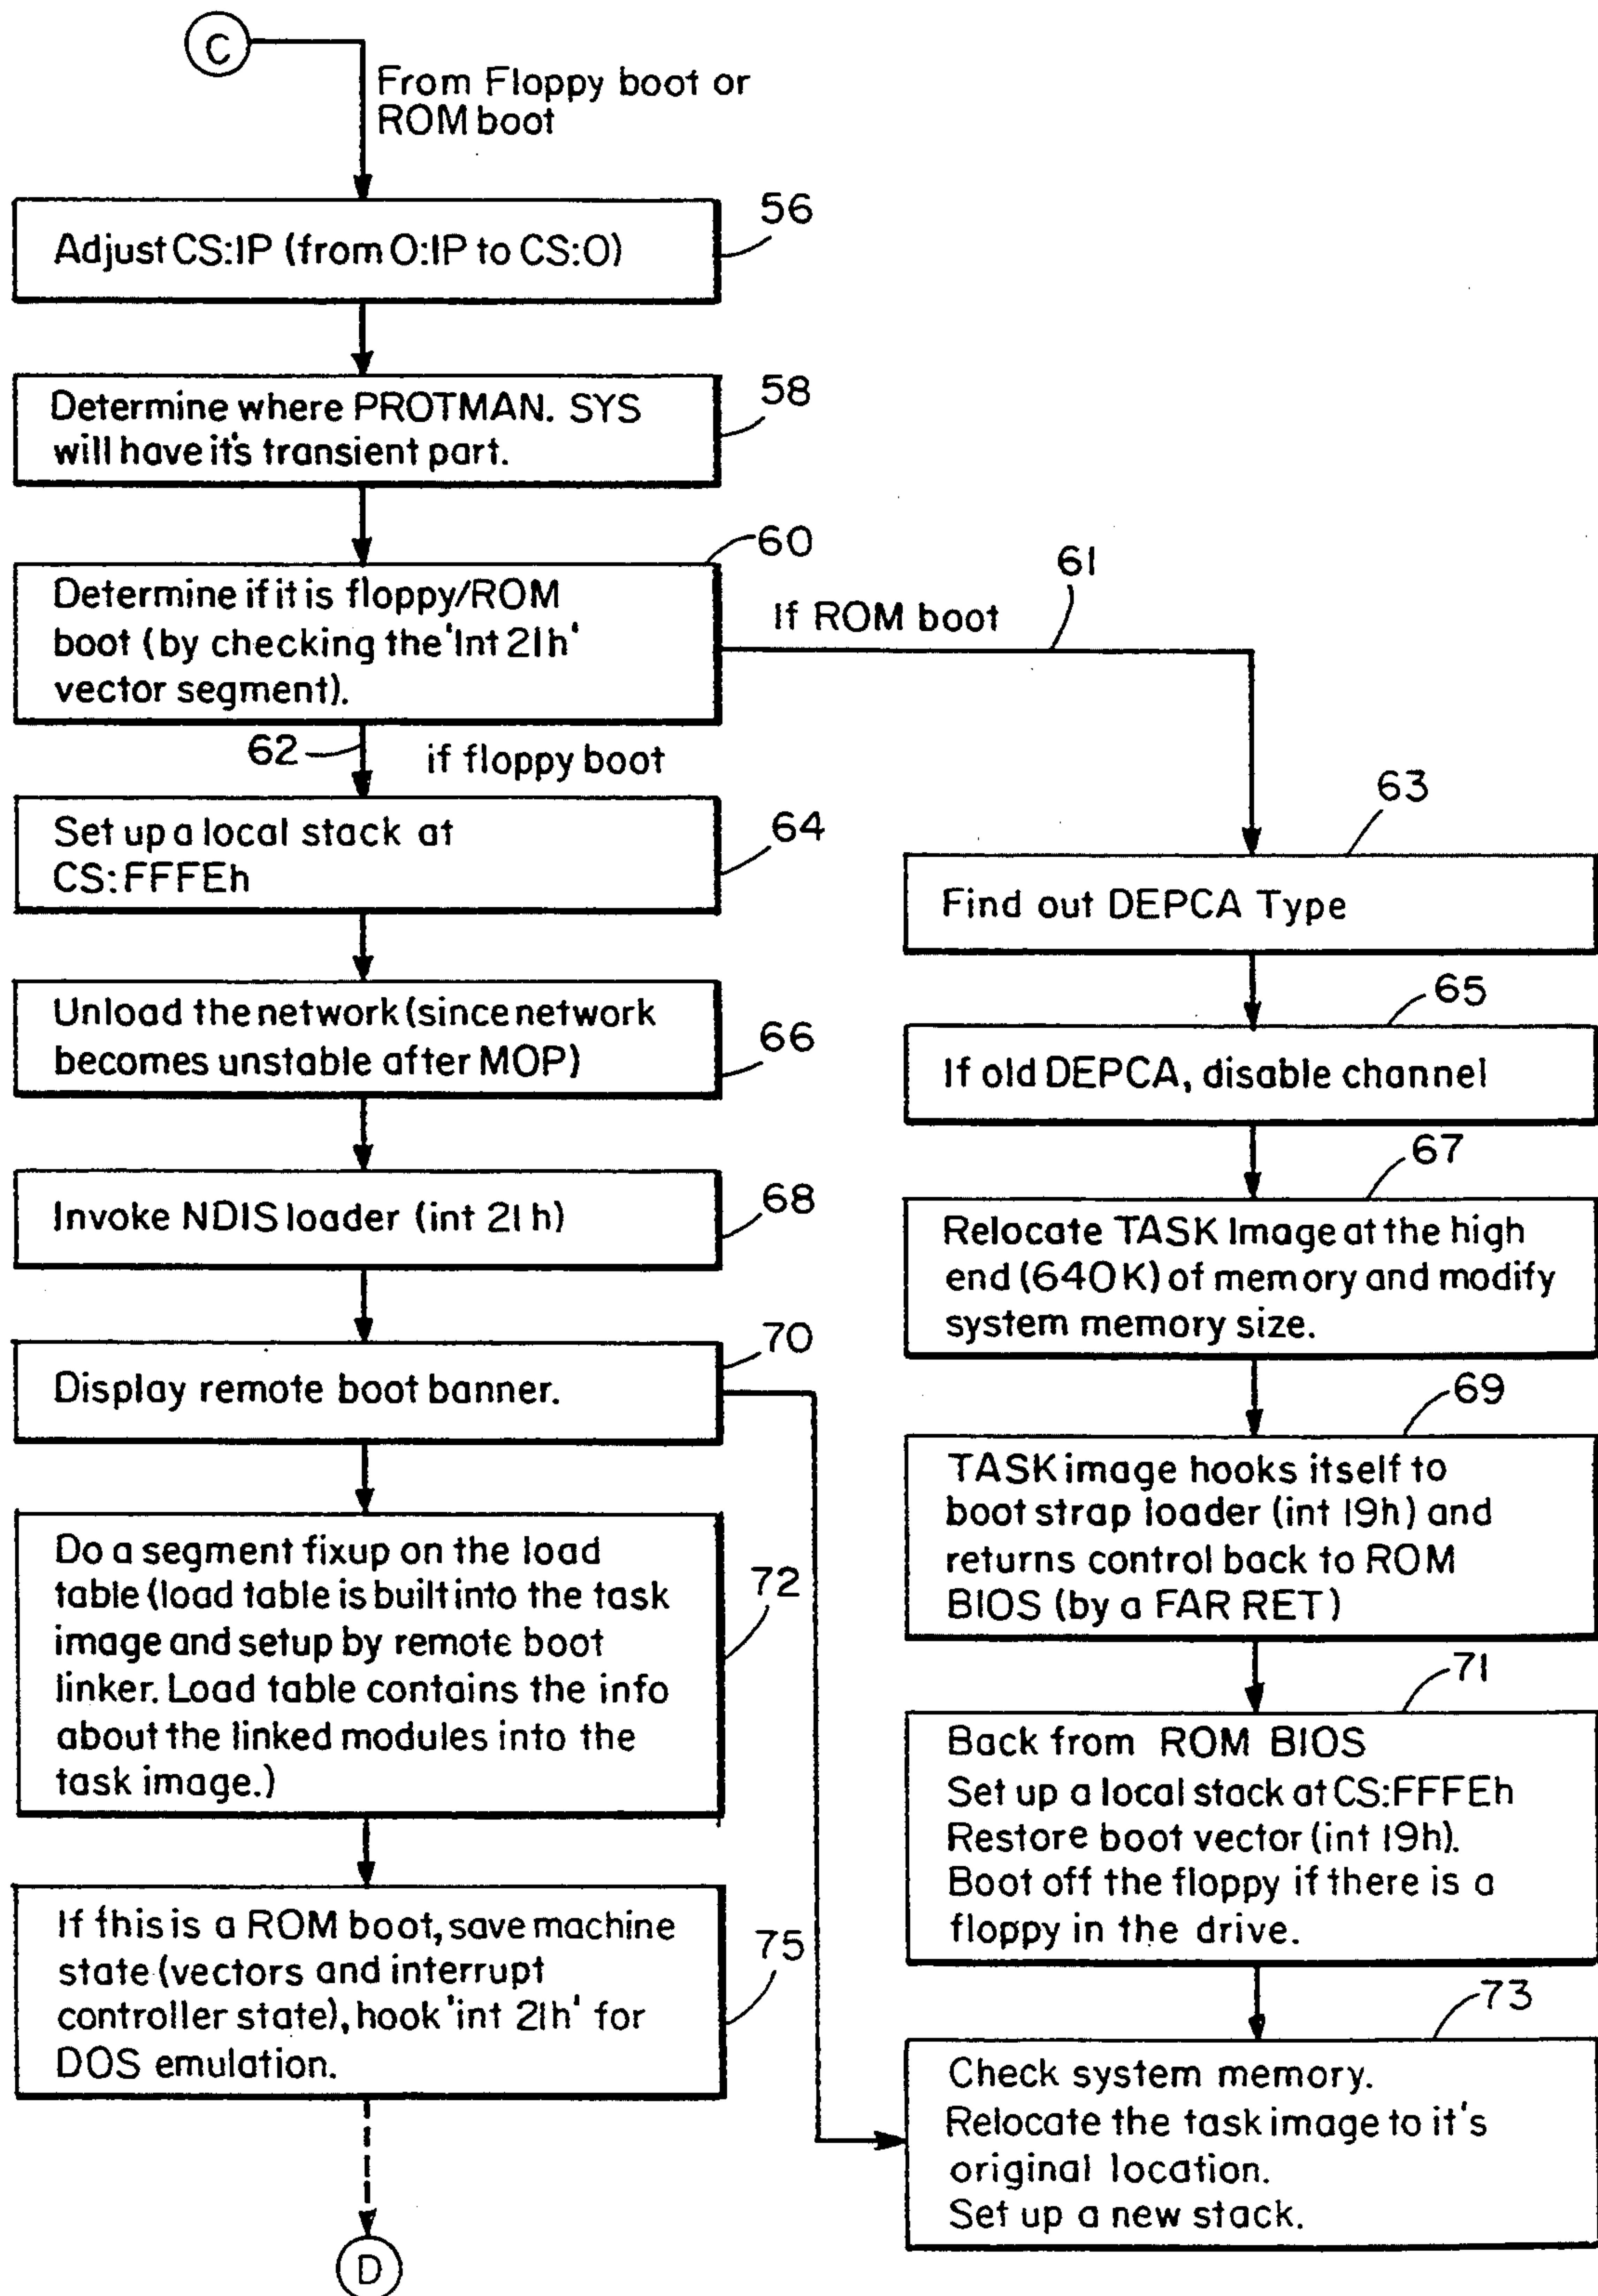 C
From Floppy boot or
ROM boot
56
Adjust CS:IP (from O:IP to CS:O)
58
Determine where PROTMAN. SYS
will have it's transient part.
60
Determine if it is floppy/ROM
boot (by checking the 'Int 21h'
vector segment).
If ROM boot
61
62
if floppy boot
64
Set up a local stack at
CS:FFFEh
66
Unload the network (since network
becomes unstable after MOP)
68
Invoke NDIS loader (int 21h)
70
Display remote boot banner.
72
Do a segment fixup on the load
table (load table is built into the task
image and setup by remote boot
linker. Load table contains the info
about the linked modules into the
task image.)
75
If this is a ROM boot, save machine
state (vectors and interrupt
controller state), hook 'int 21h' for
DOS emulation.
D
63
Find out DEPCA Type
65
If old DEPCA, disable channel
67
Relocate TASK Image at the high
end (640K) of memory and modify
system memory size.
69
TASK image hooks itself to
boot strap loader (int 19h) and
returns control back to ROM
BIOS (by a FAR RET)
71
Back from ROM BIOS
Set up a local stack at CS:FFFEh
Restore boot vector (int 19h).
Boot off the floppy if there is a
floppy in the drive.
73
Check system memory.
Relocate the task image to it's
original location.
Set up a new stack.